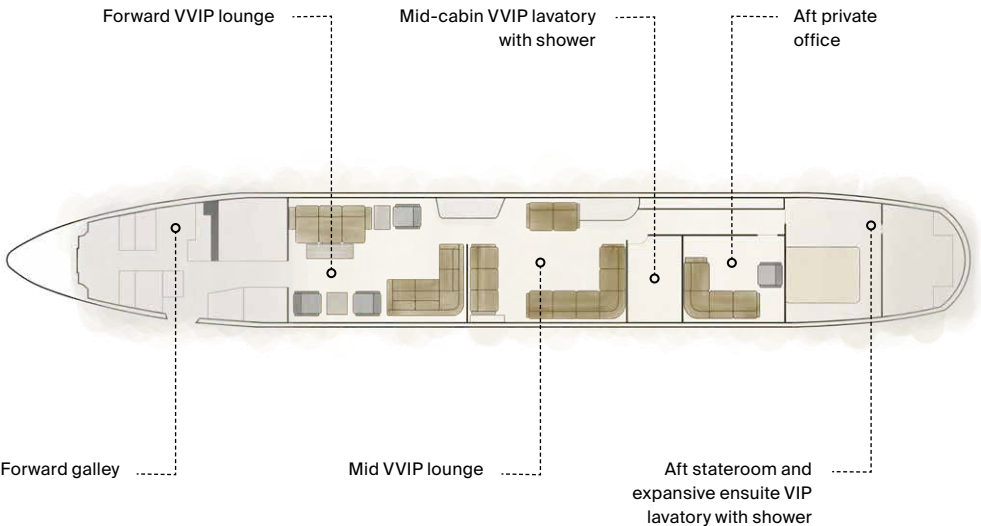 Forward VVIP lounge
Mid-cabin VVIP lavatory
with shower
Aft private
office
Forward galley
Mid VVIP lounge
Aft stateroom and
expansive ensuite VIP
lavatory with shower